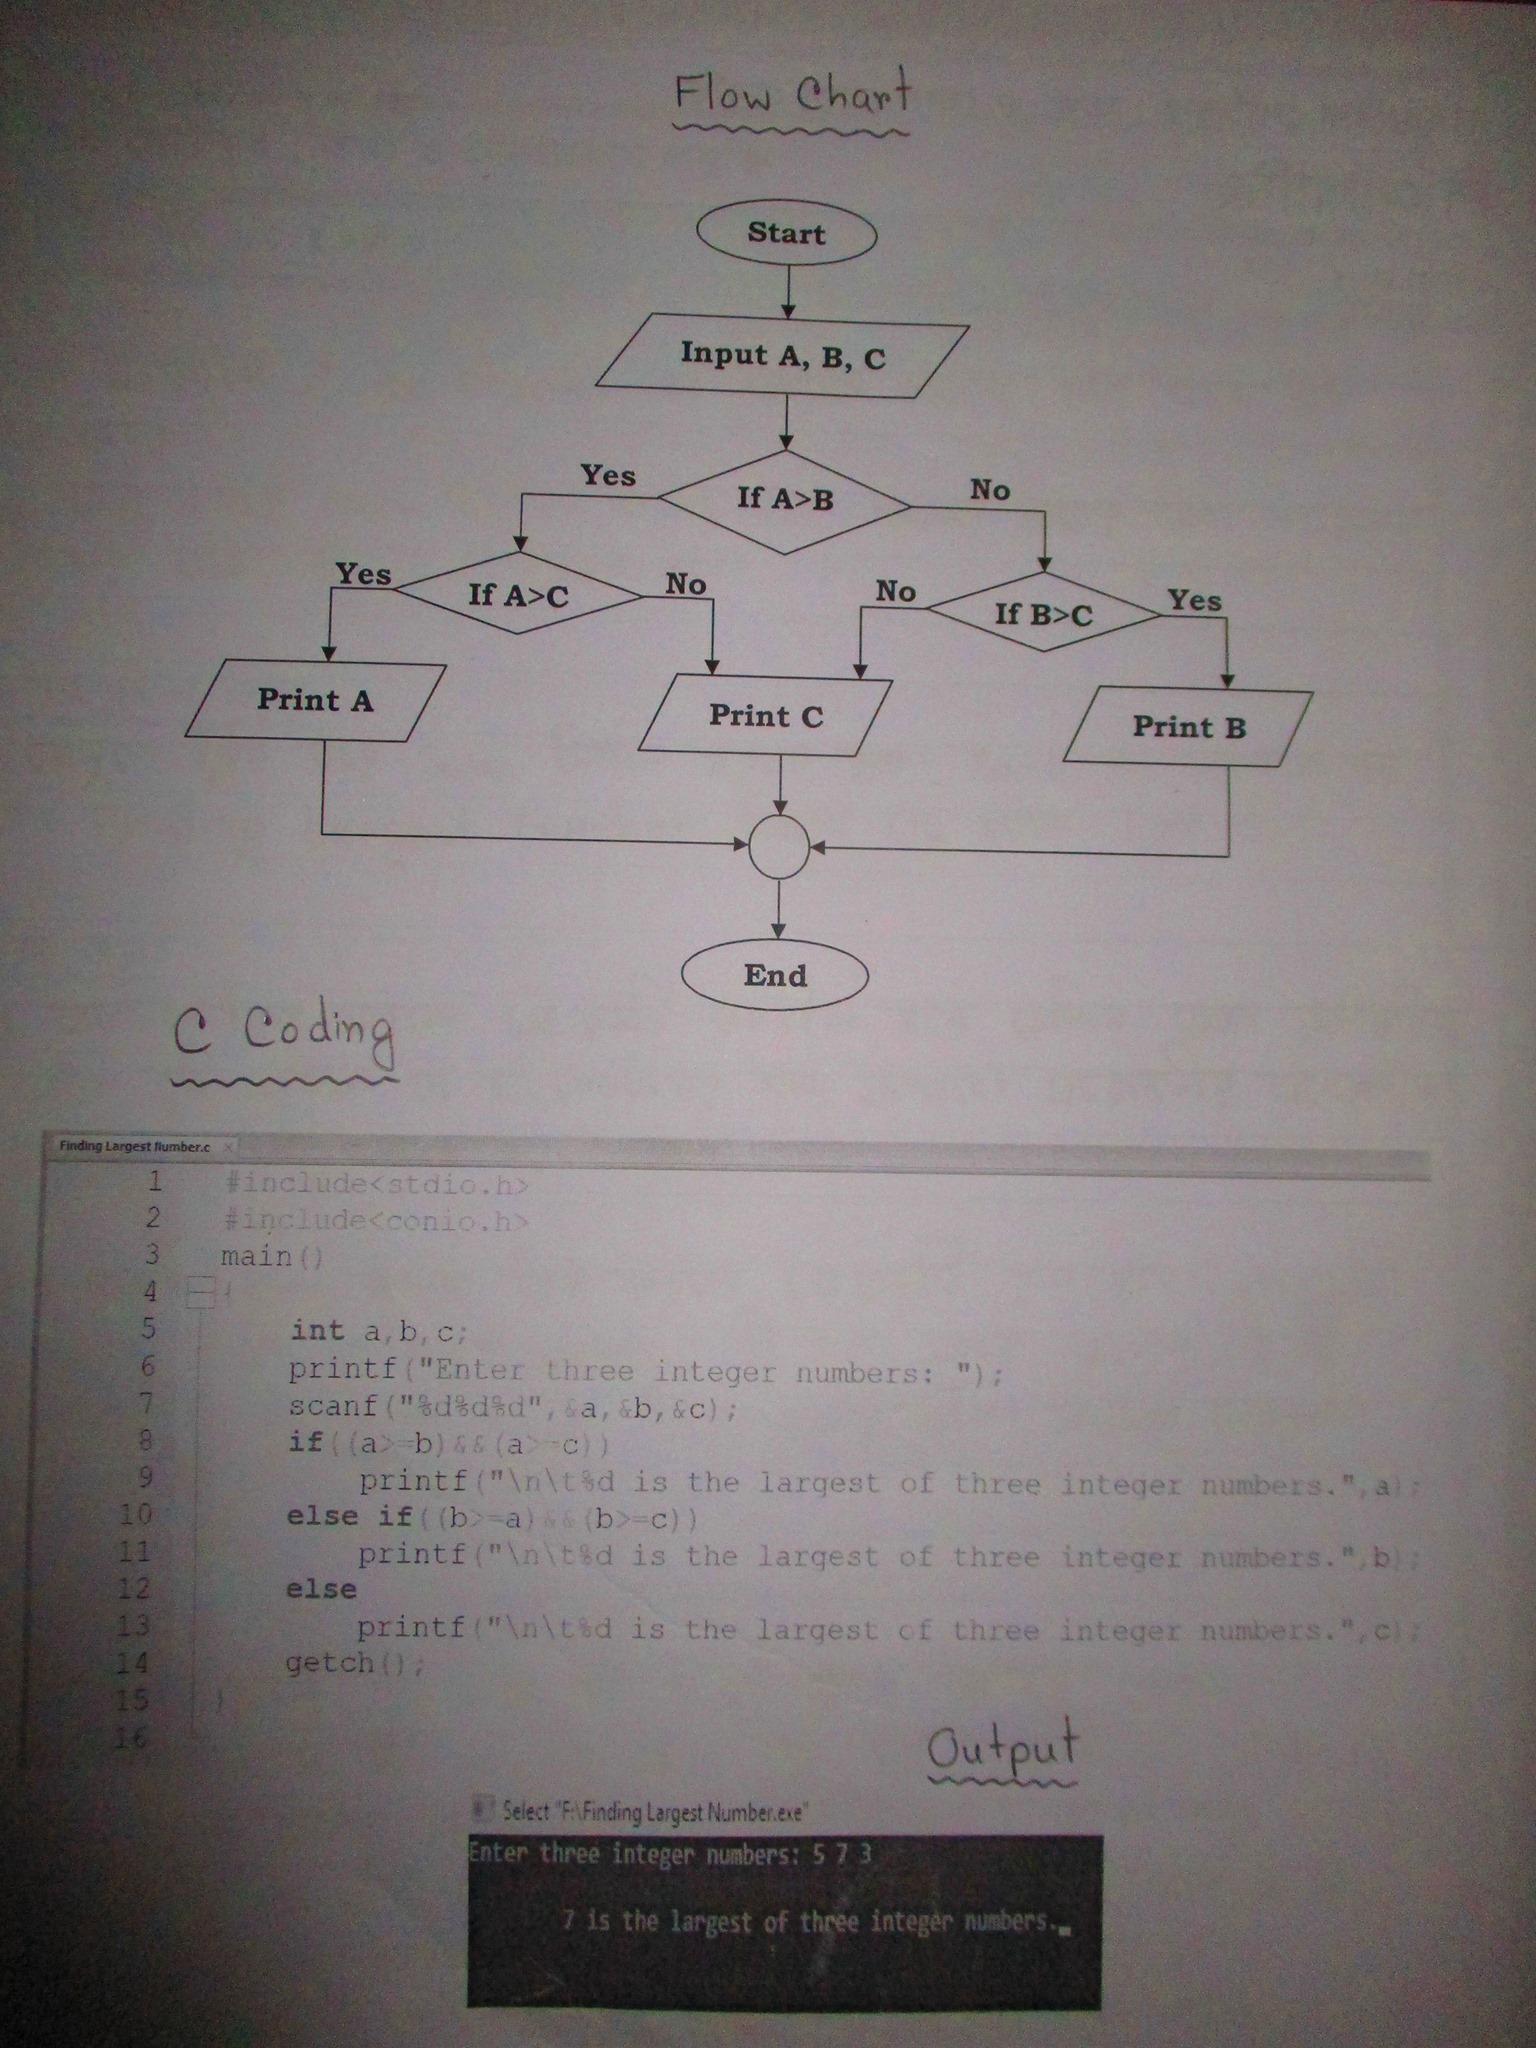 Flow Chart
Start
Input A, B, C
Yes
If A>B
No
Yes
If A>C
No
No
If B>C
Yes
Print A
Print C
Print B
End
C Coding
Finding Largest Number.c
1 #include<stdio.h>
2 #include<conio.h>
3 main()
4 {
5 int a,b,c;
6 printf("Enter three integer numbers: ");
7 scanf("%d%d%d",&a,&b,&c);
8 if((a>=b)&&(a>=c))
9 printf("\n\t%d is the largest of three integer numbers.",a);
10 else if((b>=a)&&(b>=c))
11 printf("\n\t%d is the largest of three integer numbers.",b);
12 else
13 printf("\n\t%d is the largest of three integer numbers.",c);
14 getch();
15 }
16
Output
Select "F:\Finding Largest Number.exe"
Enter three integer numbers: 5 7 3
7 is the largest of three integer numbers.